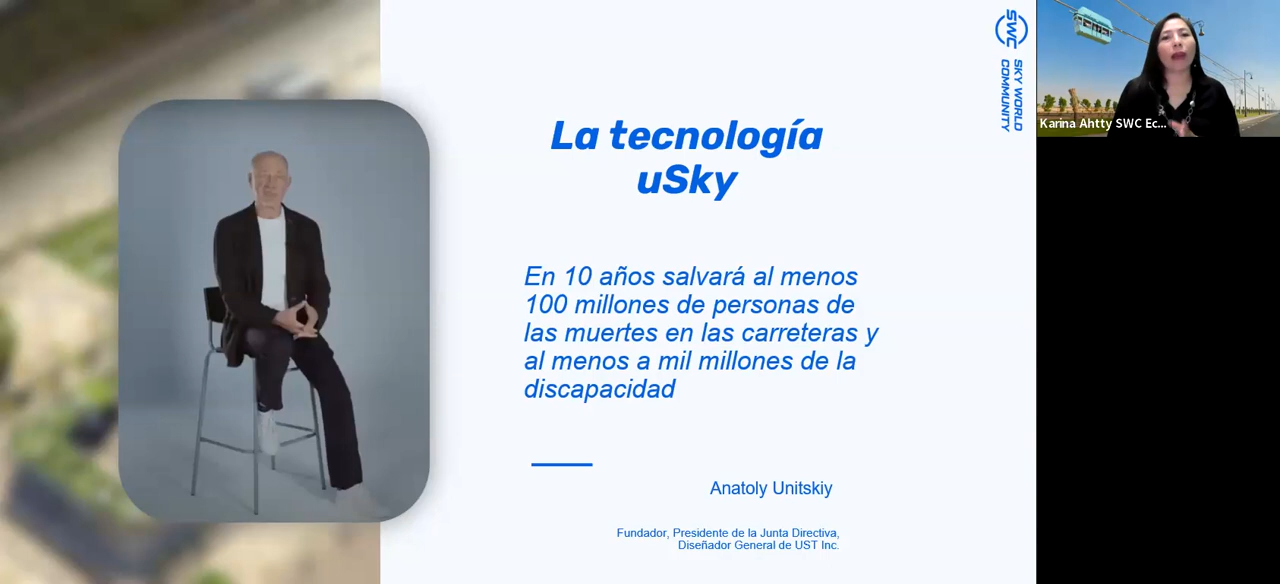 La tecnología
uSky
En 10 años salvará al menos
100 millones de personas de
las muertes en las carreteras y
al menos a mil millones de la
discapacidad
Anatoly Unitskiy
Fundador, Presidente de la Junta Directiva,
Diseñador General de UST Inc.
SWC
SKY WORLD
COMMUNITY
Karina Ahtty SWC Ec...